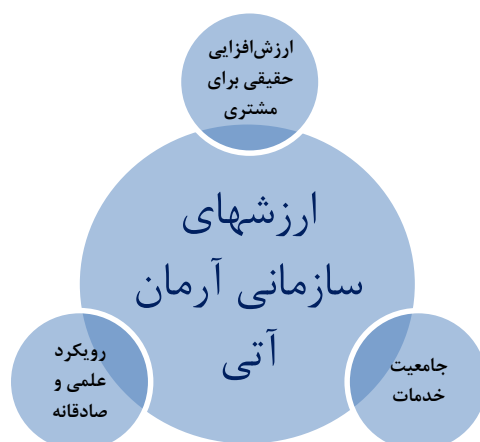 ارزش‌افزایی
حقیقی برای
مشتری
ارزشهای
سازمانی آرمان
آتی
جامعیت
خدمات
رویکرد
علمی و
صادقانه